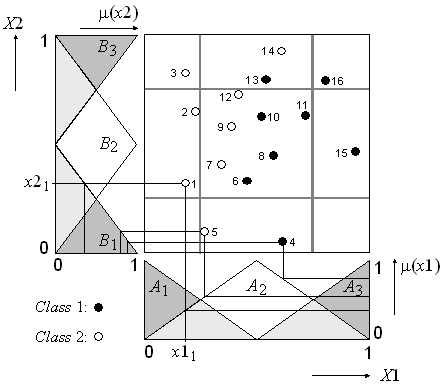 X2
μ(x2)
1
B3
14
3
13
16
12
2
11
10
9
B2
15
8
7
x21
1
6
5
4
B1
0
0
1
1
μ(x1)
A1
A2
A3
Class 1:
Class 2:
0
0
x11
1
X1